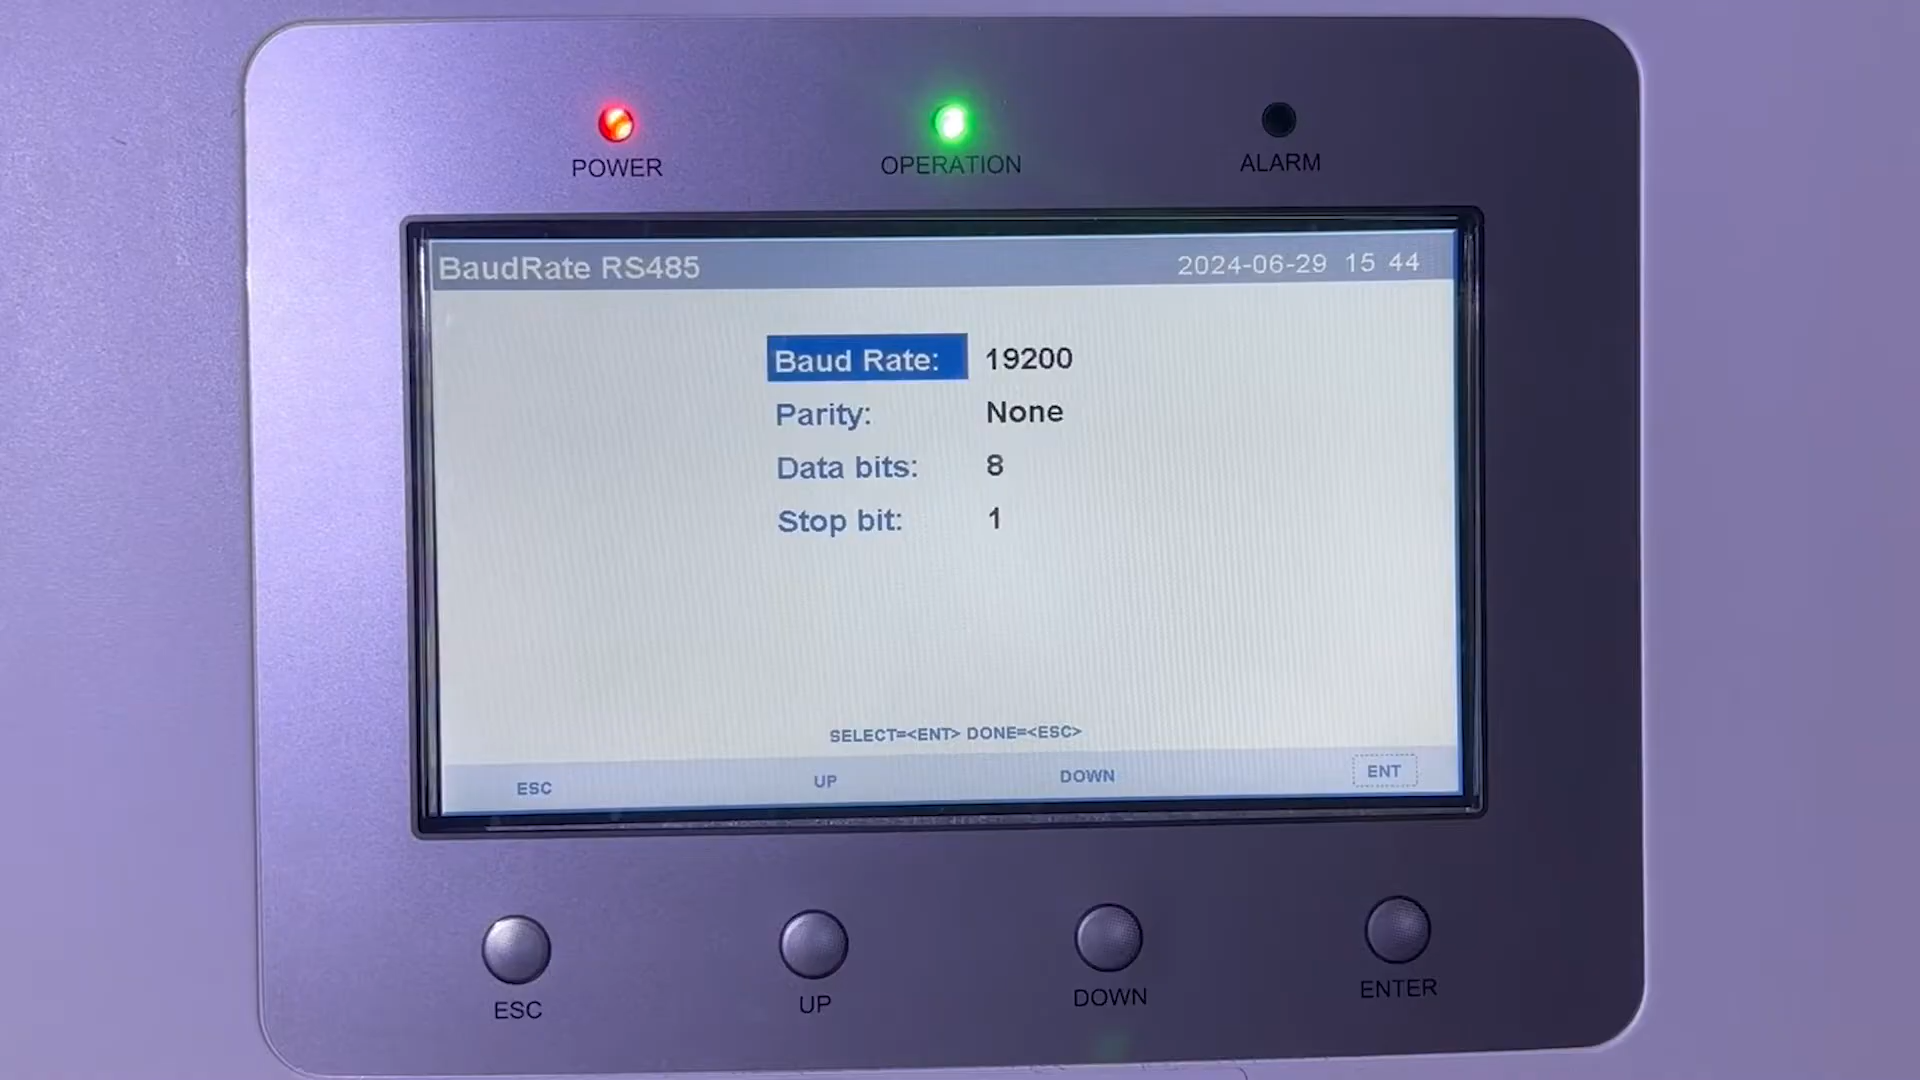 POWER OPERATION ALARM
BaudRate RS485 2024-06-29 15 44
Baud Rate: 19200
Parity: None
Data bits: 8
Stop bit: 1
SELECT=<ENT> DONE=<ESC>
ESC UP DOWN ENT
ESC UP DOWN ENTER